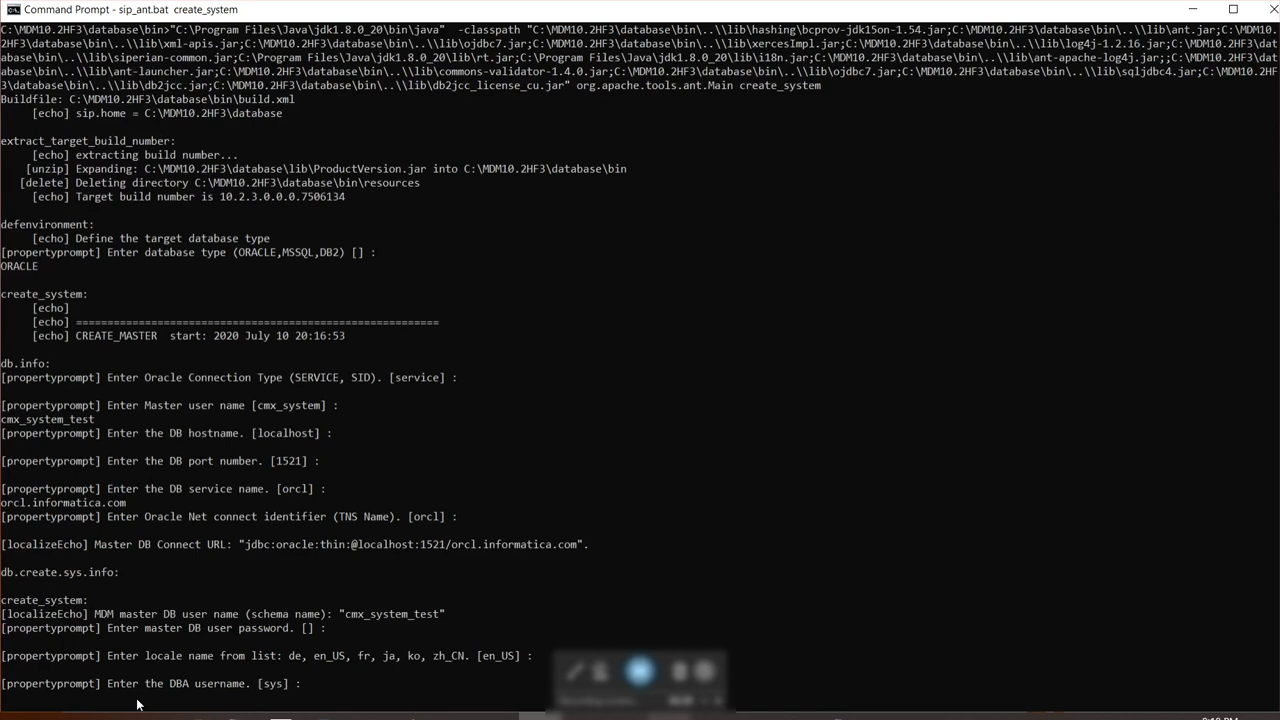 Command Prompt - sip_ant.bat  create_system
C:\MDM10.2HF3\database\bin>"C:\Program Files\Java\jdk1.8.0_20\bin\java"  -classpath "C:\MDM10.2HF3\database\bin\..\\lib\hashing\bcprov-jdk15on-1.54.jar;C:\MDM10.2HF3\database\bin\..\\lib\ant.jar;C:\MDM10.
2HF3\database\bin\..\\lib\xml-apis.jar;C:\MDM10.2HF3\database\bin\..\\lib\ojdbc7.jar;C:\MDM10.2HF3\database\bin\..\\lib\xercesImpl.jar;C:\MDM10.2HF3\database\bin\..\\lib\log4j-1.2.16.jar;C:\MDM10.2HF3\dat
abase\bin\..\\lib\siperian-common.jar;C:\Program Files\Java\jdk1.8.0_20\lib\rt.jar;C:\Program Files\Java\jdk1.8.0_20\lib\i18n.jar;C:\MDM10.2HF3\database\bin\..\\lib\ant-apache-log4j.jar;;C:\MDM10.2HF3\dat
abase\bin\..\\lib\ant-launcher.jar;C:\MDM10.2HF3\database\bin\..\\lib\commons-validator-1.4.0.jar;C:\MDM10.2HF3\database\bin\..\\lib\ojdbc7.jar;C:\MDM10.2HF3\database\bin\..\\lib\sqljdbc4.jar;C:\MDM10.2HF
3\database\bin\..\\lib\db2jcc.jar;C:\MDM10.2HF3\database\bin\..\\lib\db2jcc_license_cu.jar" org.apache.tools.ant.Main create_system
Buildfile: C:\MDM10.2HF3\database\bin\build.xml
[echo] sip.home = C:\MDM10.2HF3\database
extract_target_build_number:
[echo] extracting build number...
[unzip] Expanding: C:\MDM10.2HF3\database\lib\ProductVersion.jar into C:\MDM10.2HF3\database\bin
[delete] Deleting directory C:\MDM10.2HF3\database\bin\resources
[echo] Target build number is 10.2.3.0.0.0.7506134
defenvironment:
[echo] Define the target database type
[propertyprompt] Enter database type (ORACLE,MSSQL,DB2) [] :
ORACLE
create_system:
[echo]
[echo] ==========================================================
[echo] CREATE_MASTER  start: 2020 July 10 20:16:53
db.info:
[propertyprompt] Enter Oracle Connection Type (SERVICE, SID). [service] :
[propertyprompt] Enter Master user name [cmx_system] :
cmx_system_test
[propertyprompt] Enter the DB hostname. [localhost] :
[propertyprompt] Enter the DB port number. [1521] :
[propertyprompt] Enter the DB service name. [orcl] :
orcl.informatica.com
[propertyprompt] Enter Oracle Net connect identifier (TNS Name). [orcl] :
[localizeEcho] Master DB Connect URL: "jdbc:oracle:thin:@localhost:1521/orcl.informatica.com".
db.create.sys.info:
create_system:
[localizeEcho] MDM master DB user name (schema name): "cmx_system_test"
[propertyprompt] Enter master DB user password. [] :
[propertyprompt] Enter locale name from list: de, en_US, fr, ja, ko, zh_CN. [en_US] :
[propertyprompt] Enter the DBA username. [sys] :